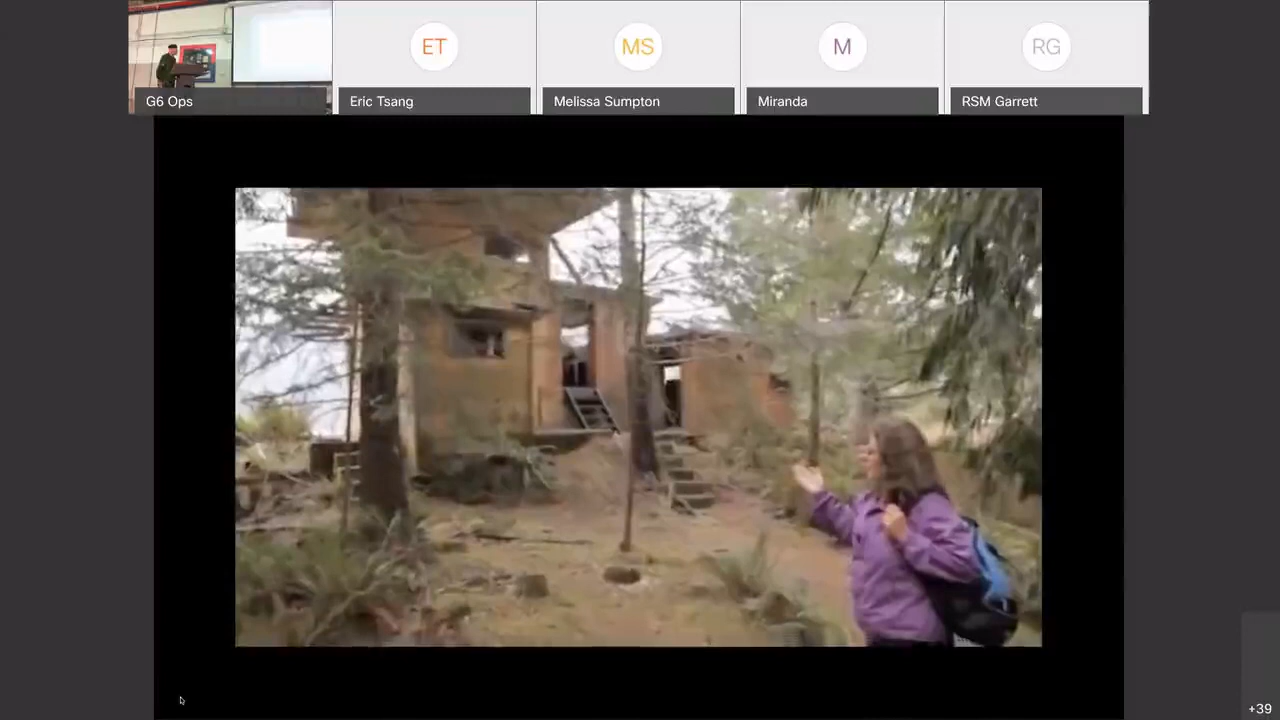 ET
MS
M
RG
G6 Ops
Eric Tsang
Melissa Sumpton
Miranda
RSM Garrett
+39